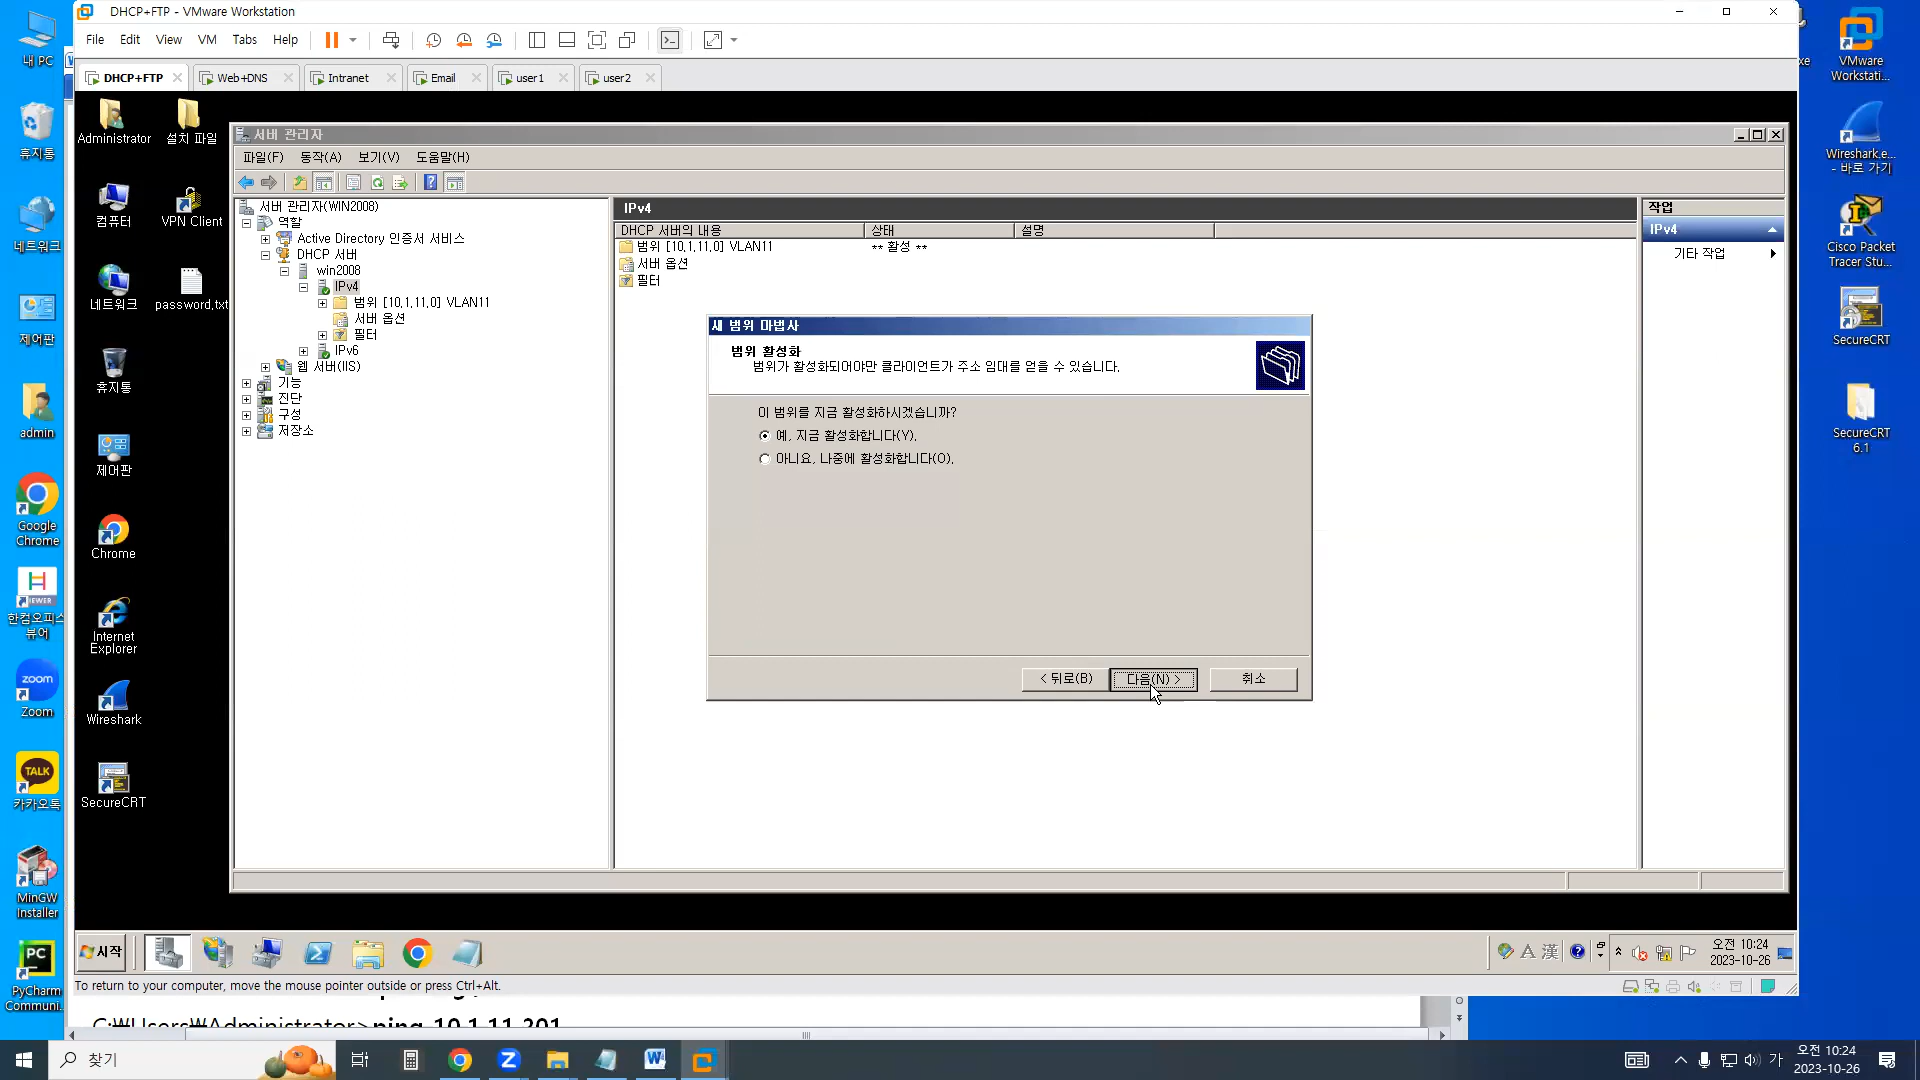 DHCP+FTP - VMware Workstation
File Edit View VM Tabs Help
DHCP+FTP Web+DNS Intranet Email user1 user2
내 PC
휴지통
네트워크
제어판
admin
Google Chrome
한컴오피스 뷰어
Zoom
카카오톡
MinGW Installer
PyCharm Communi...
Administrator
설치 파일
컴퓨터
VPN Client
네트워크
password.txt
휴지통
제어판
Chrome
Internet Explorer
Wireshark
SecureCRT
서버 관리자
파일(F) 동작(A) 보기(V) 도움말(H)
서버 관리자(WIN2008)
역할
Active Directory 인증서 서비스
DHCP 서버
win2008
IPv4
범위 [10.1.11.0] VLAN11
서버 옵션
필터
IPv6
웹 서버(IIS)
기능
진단
구성
저장소
IPv4
DHCP 서버의 내용 상태 설명
범위 [10.1.11.0] VLAN11 ** 활성 **
서버 옵션
필터
작업
IPv4
기타 작업
새 범위 마법사
범위 활성화
범위가 활성화되어야만 클라이언트가 주소 임대를 얻을 수 있습니다.
이 범위를 지금 활성화하시겠습니까?
예, 지금 활성화합니다(Y).
아니요, 나중에 활성화합니다(O).
< 뒤로(B) 다음(N) > 취소
VMware Workstati...
Wireshark.e... - 바로 가기
Cisco Packet Tracer Stu...
SecureCRT
SecureCRT 6.1
시작
A 漢
오전 10:24
2023-10-26
To return to your computer, move the mouse pointer outside or press Ctrl+Alt.
C:₩Users₩Administrator>ping 10.1.11.201
찾기
가
오전 10:24
2023-10-26